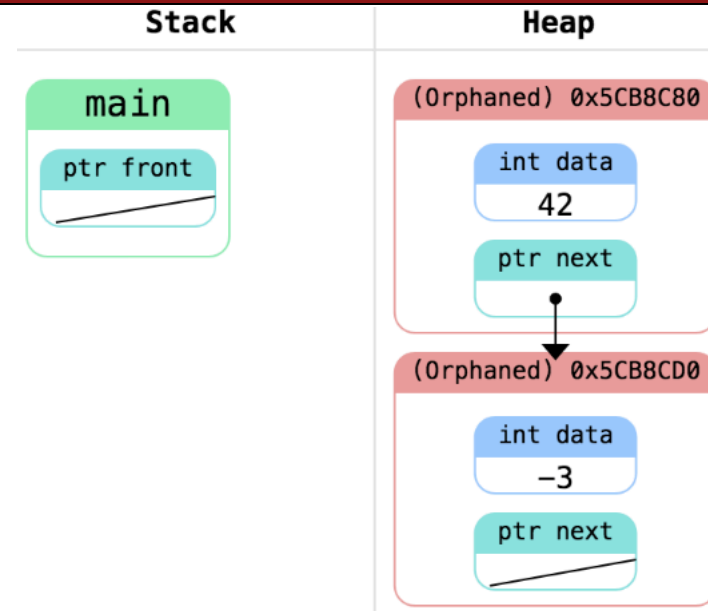 Stack
Heap
main
ptr front
(Orphaned) 0x5CB8C80
int data
42
ptr next
(Orphaned) 0x5CB8CD0
int data
−3
ptr next